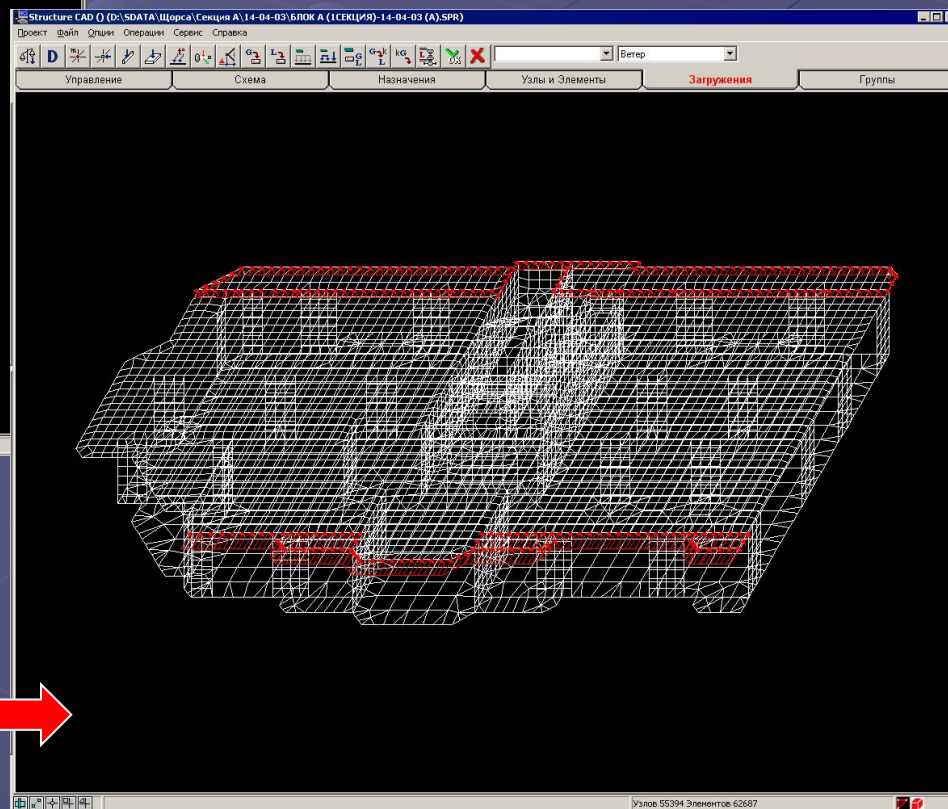 Structure CAD () (D:\SDATA\Щорса\Секция А\14-04-03\БЛОК А (1СЕКЦИЯ)-14-04-03 (А).SPR)
Проект Файл Опции Операции Сервис Справка
Ветер
Управление Схема Назначения Узлы и Элементы Загружения Группы
Узлов 55394 Элементов 62687